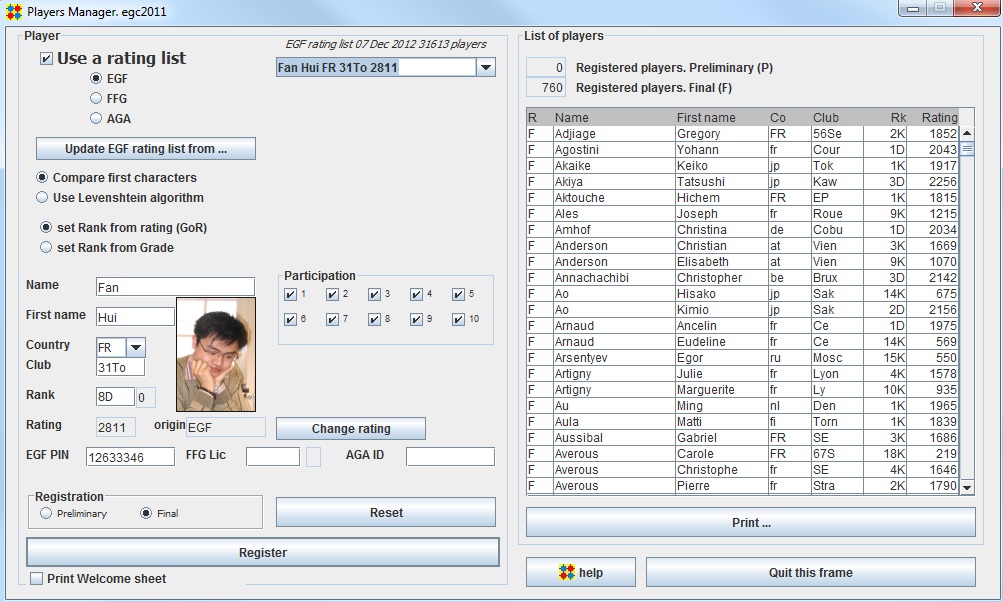 Players Manager. egc2011
Player
EGF rating list 07 Dec 2012 31613 players
Use a rating list
Fan Hui FR 31To 2811
EGF
FFG
AGA
Update EGF rating list from ...
Compare first characters
Use Levenshtein algorithm
set Rank from rating (GoR)
set Rank from Grade
Name Fan
First name Hui
Country FR
Club 31To
Rank 8D 0
Rating 2811 origin EGF
Change rating
EGF PIN 12633346 FFG Lic AGA ID
Participation
1 2 3 4 5
6 7 8 9 10
Registration
Preliminary Final
Reset
Register
Print Welcome sheet
List of players
0 Registered players. Preliminary (P)
760 Registered players. Final (F)
R Name First name Co Club Rk Rating
F Adjiage Gregory FR 56Se 2K 1852
F Agostini Yohann fr Cour 1D 2043
F Akaike Keiko jp Tok 1K 1917
F Akiya Tatsushi jp Kaw 3D 2256
F Aktouche Hichem FR EP 1K 1815
F Ales Joseph fr Roue 9K 1215
F Amhof Christina de Cobu 1D 2034
F Anderson Christian at Vien 3K 1669
F Anderson Elisabeth at Vien 9K 1070
F Annachachibi Christopher be Brux 3D 2142
F Ao Hisako jp Sak 14K 675
F Ao Kimio jp Sak 2D 2156
F Arnaud Ancelin fr Ce 1D 1975
F Arnaud Eudeline fr Ce 14K 569
F Arsentyev Egor ru Mosc 15K 550
F Artigny Julie fr Lyon 4K 1578
F Artigny Marguerite fr Ly 10K 935
F Au Ming nl Den 1K 1965
F Aula Matti fi Torn 1K 1839
F Aussibal Gabriel FR SE 3K 1686
F Averous Carole FR 67S 18K 219
F Averous Christophe fr SE 4K 1646
F Averous Pierre fr Stra 2K 1790
Print ...
help
Quit this frame